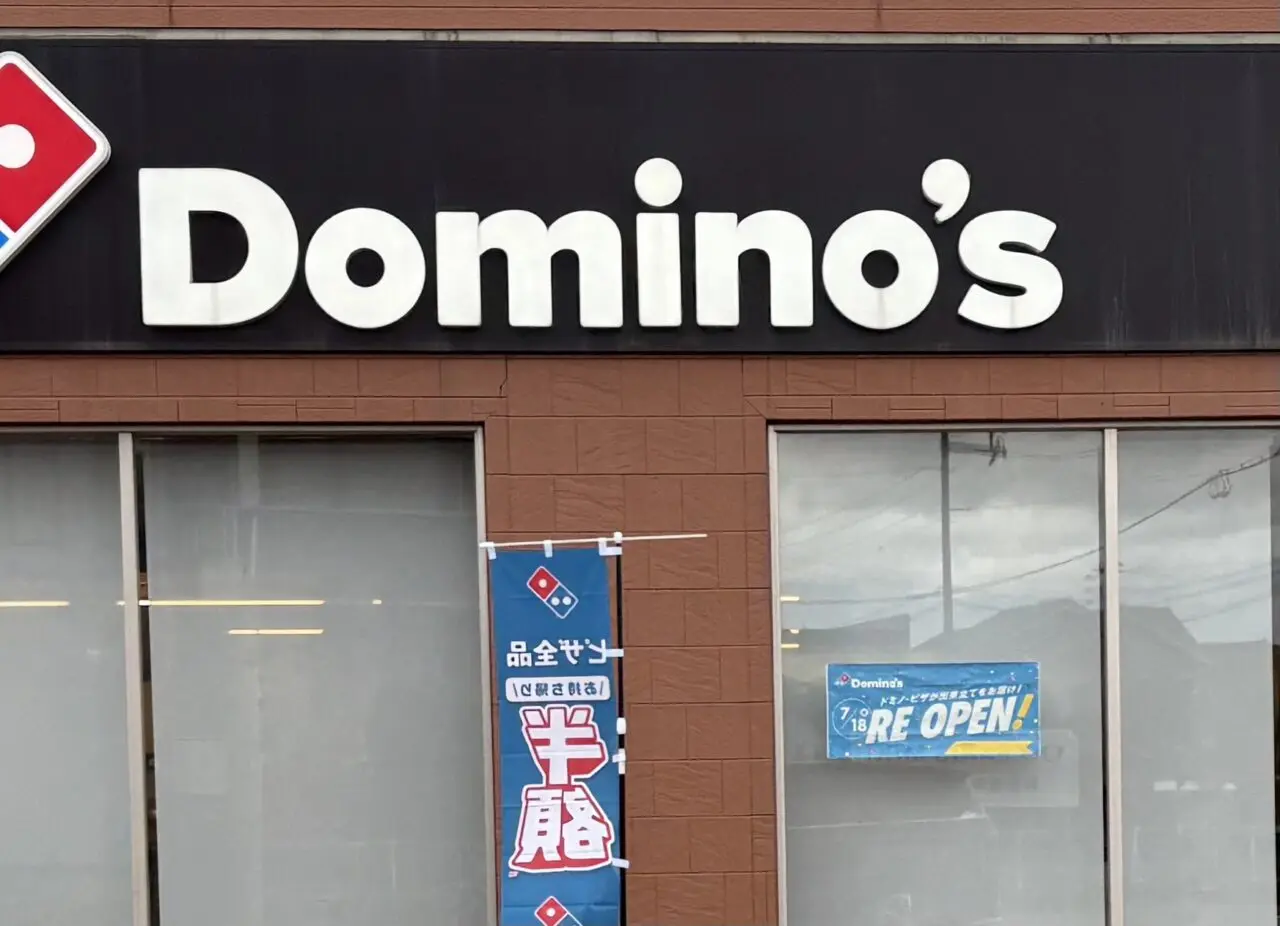 Domino's
ピザ全品
\お持ち帰り/
半額
Domino's
ドミノ・ピザが出来立てをお届け!
7/18 RE OPEN!